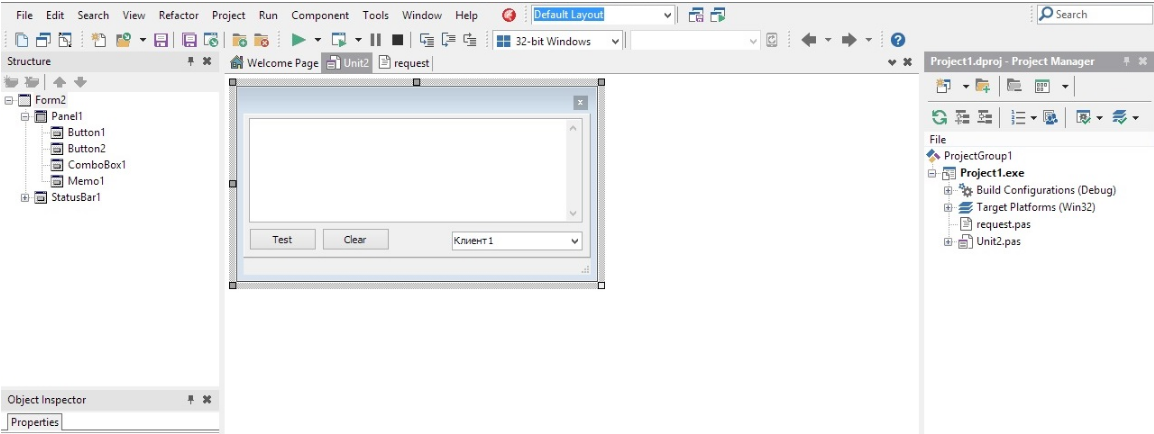 File Edit Search View Refactor Project Run Component Tools Window Help Default Layout Search
32-bit Windows
Structure
Welcome Page Unit2 request
Project1.dproj - Project Manager
Form2
Panel1
Button1
Button2
ComboBox1
Memo1
StatusBar1
Test Clear Клиент1
File
ProjectGroup1
Project1.exe
Build Configurations (Debug)
Target Platforms (Win32)
request.pas
Unit2.pas
Object Inspector
Properties